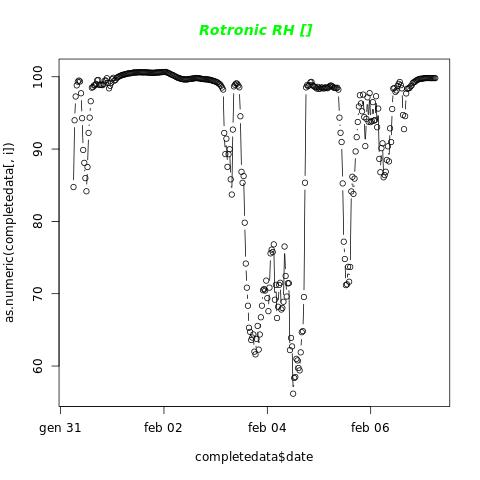 Rotronic RH []
as.numeric(completedata[, i])
100
90
80
70
60
gen 31
feb 02
feb 04
feb 06
completedata$date